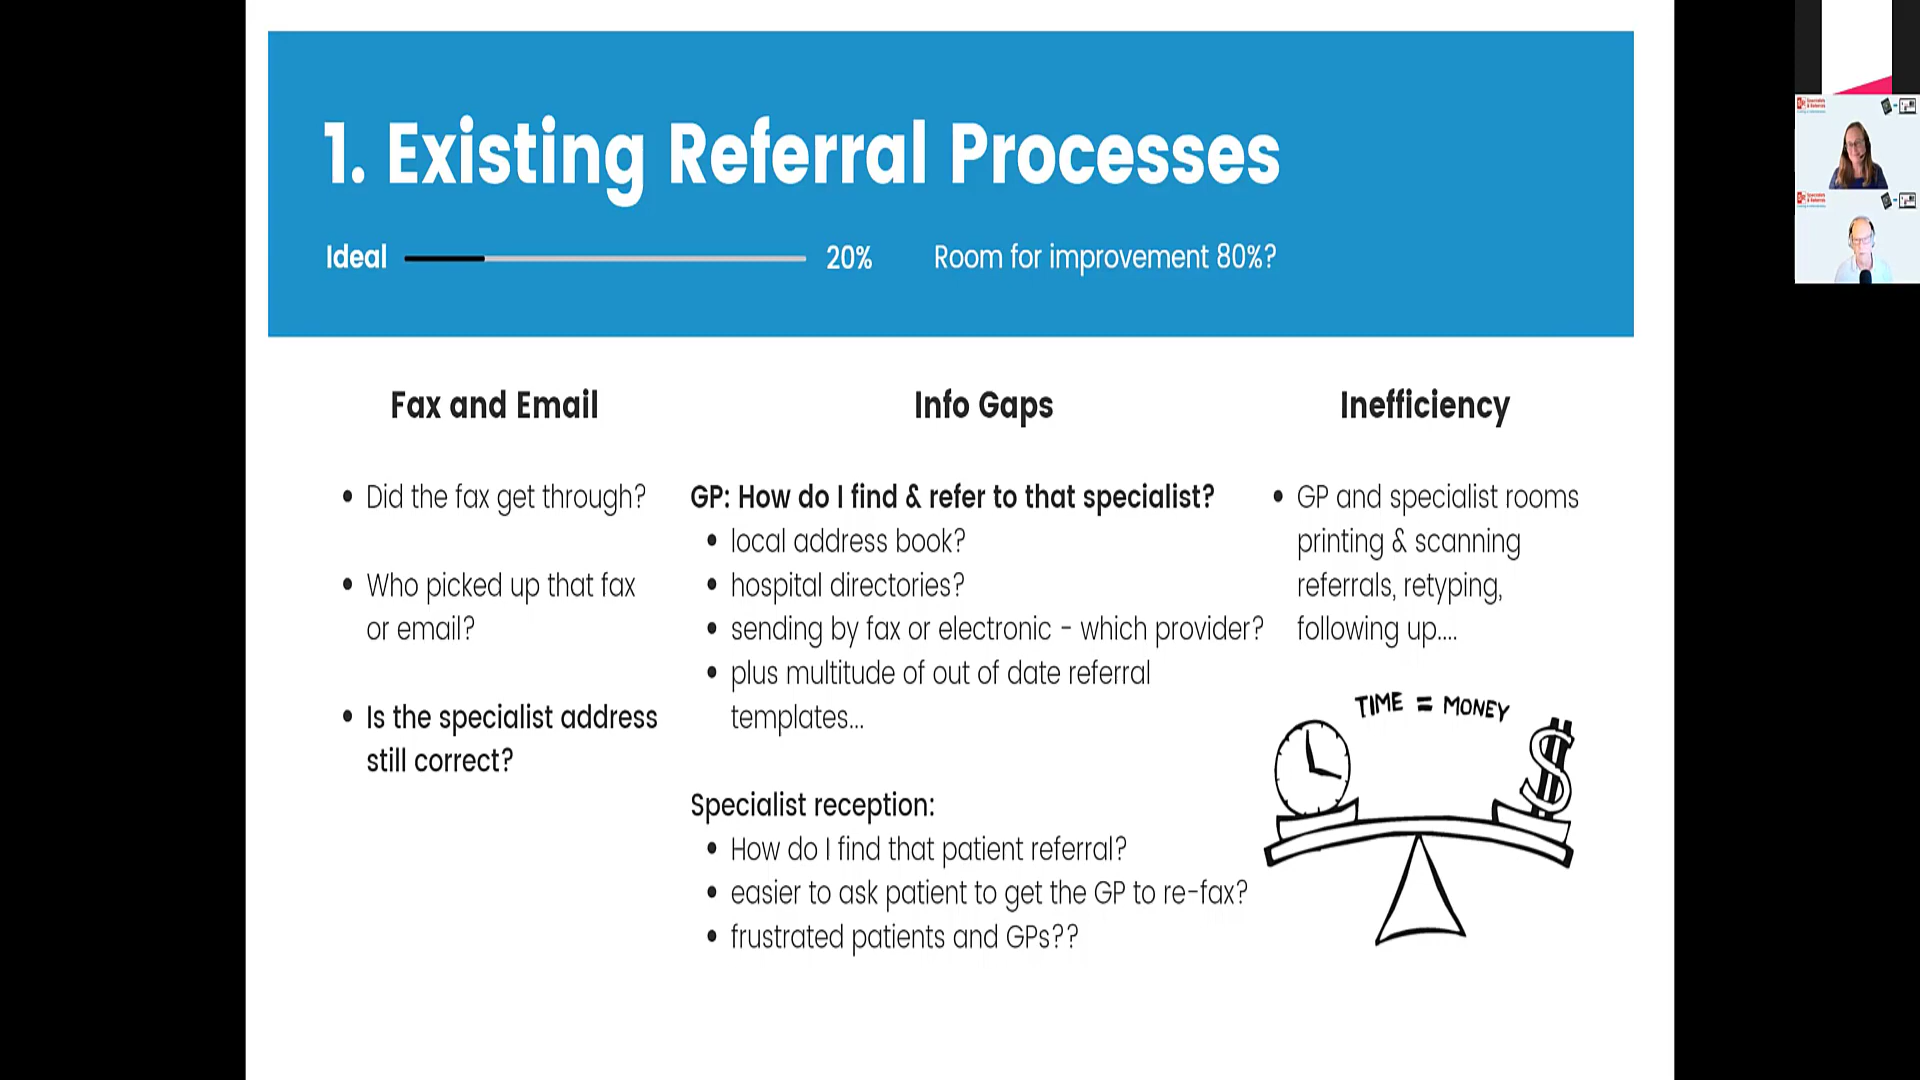 1. Existing Referral Processes
Ideal 20% Room for improvement 80%?
Fax and Email
• Did the fax get through?
• Who picked up that fax
or email?
• Is the specialist address
still correct?
Info Gaps
GP: How do I find & refer to that specialist?
• local address book?
• hospital directories?
• sending by fax or electronic - which provider?
• plus multitude of out of date referral
templates...
Specialist reception:
• How do I find that patient referral?
• easier to ask patient to get the GP to re-fax?
• frustrated patients and GPs??
Inefficiency
• GP and specialist rooms
printing & scanning
referrals, retyping,
following up....
TIME = MONEY
$
Specialists
& Referrals
Specialists
& Referrals